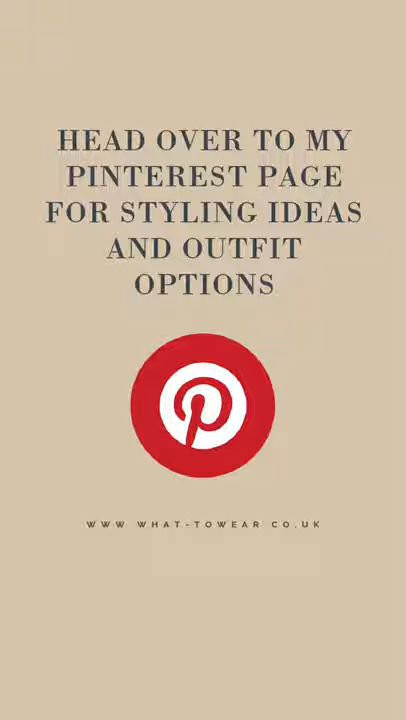 HEAD OVER TO MY
PINTEREST PAGE
FOR STYLING IDEAS
AND OUTFIT
OPTIONS
WWW WHAT-TOWEAR CO.UK